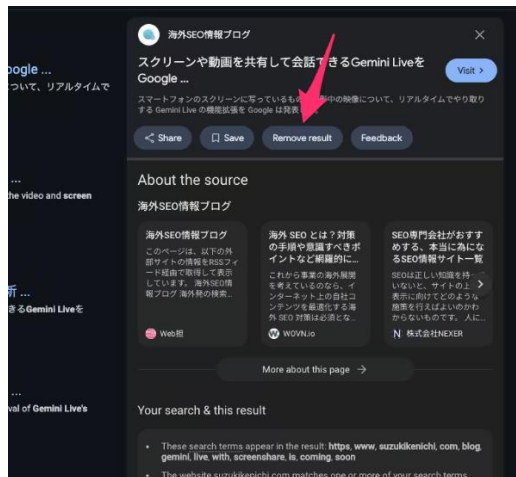 oogle ...
ついて、リアルタイムで
...
he video and screen
新 ...
きるGemini Liveを
...
val of Gemini Live's
海外SEO情報ブログ
スクリーンや動画を共有して会話できるGemini Liveを
Google ...
Visit >
スマートフォンのスクリーンに写っているもの 中の映像について、リアルタイムでやり取り
する Gemini Live の機能拡張を Google は発表
Share
Save
Remove result
Feedback
About the source
海外SEO情報ブログ
海外SEO情報ブログ
このページは、以下の外
部サイトの情報をRSSフィ
ード経由で取得して表示
しています。 海外SEO情
報ブログ 海外発の検索...
Web担
海外 SEO とは？対策
の手順や意識すべきポ
イントなど網羅的に...
これから事業の海外展開
を考えているのなら、イ
ンターネット上の自社コ
ンテンツを最適化する海
外 SEO 対策は必須とな...
WOVN.io
SEO専門会社がおすす
めする、本当に為にな
るSEO情報サイト一覧
SEOは正しい知識を持
いないと、サイトの上
表示に向けてどのような
施策を行えばよいのかわ
からないものです。 人に...
株式会社NEXER
More about this page →
Your search & this result
• These search terms appear in the result: https, www, suzukikenichi, com, blog,
gemini, live, with, screenshare, is, coming, soon
• The website suzukikenichi.com matches one or more of your search terms